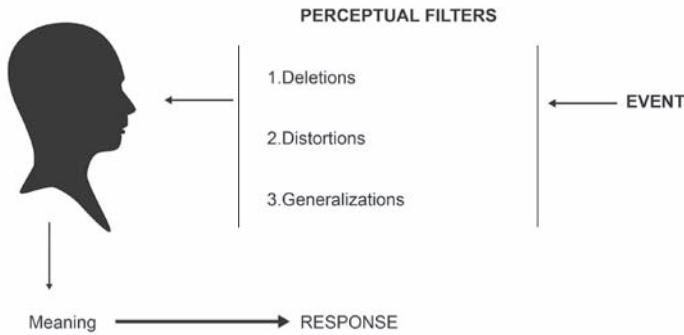 PERCEPTUAL FILTERS
1.Deletions
EVENT
2.Distortions
3.Generalizations
Meaning
RESPONSE